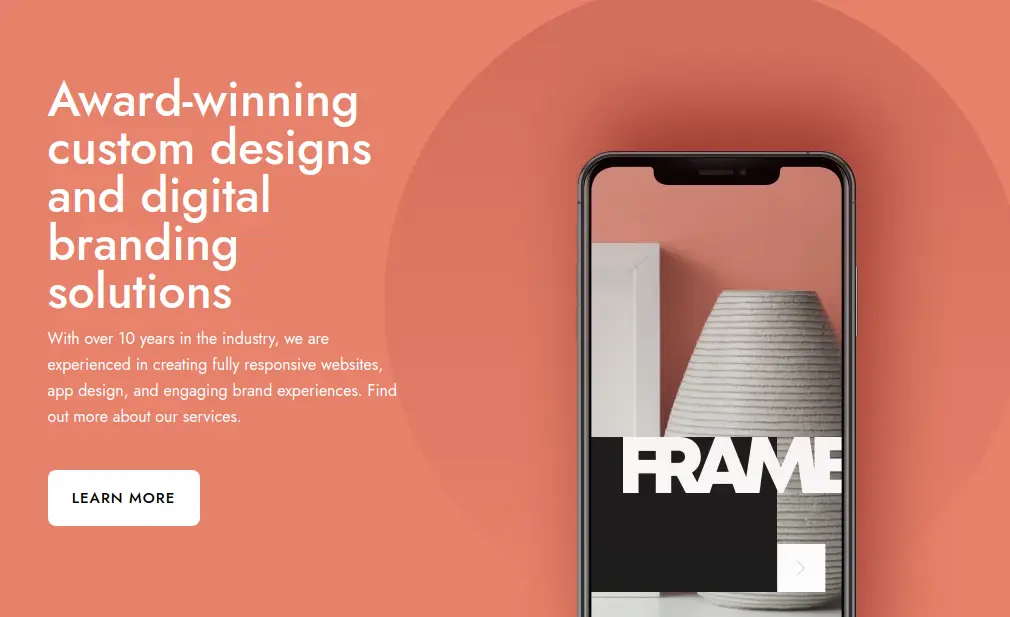 Award-winning
custom designs
and digital
branding
solutions
With over 10 years in the industry, we are
experienced in creating fully responsive websites,
app design, and engaging brand experiences. Find
out more about our services.
LEARN MORE
FRAME